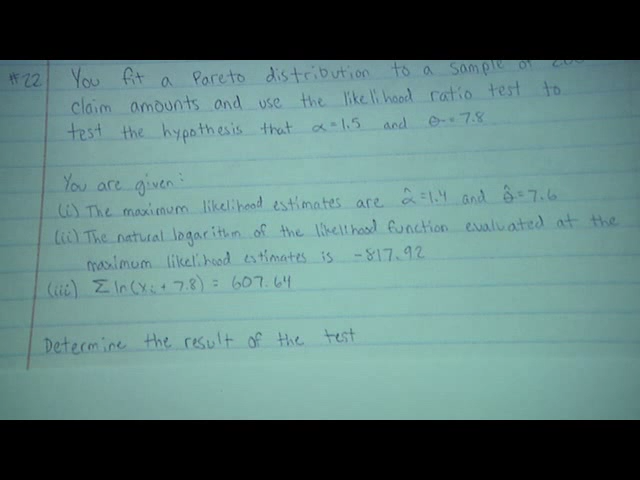 #22 You fit a Pareto distribution to a sample of
claim amounts and use the likelihood ratio test to
test the hypothesis that α=1.5 and θ=7.8
You are given:
(i) The maximum likelihood estimates are α̂=1.4 and θ̂=7.6
(ii) The natural logaritum of the likelihood function evaluated at the
maximum likelihood estimates is -817.92
(iii) Σ ln(xᵢ + 7.8) = 607.64
Determine the result of the test